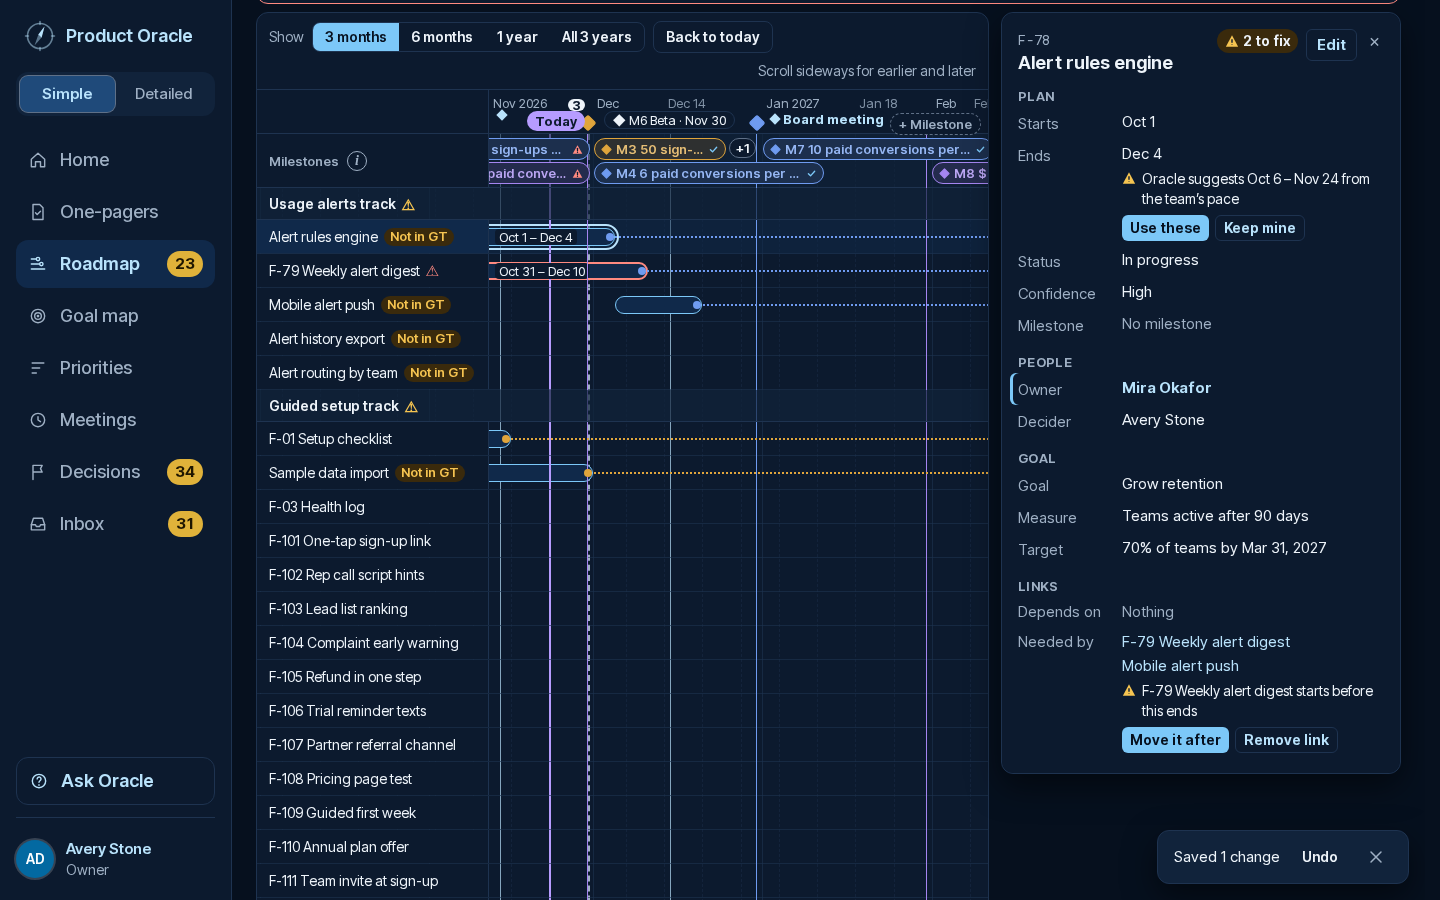 Product Oracle
Simple
Detailed
Home
One-pagers
Roadmap
23
Goal map
Priorities
Meetings
Decisions
34
Inbox
31
Ask Oracle
AD
Avery Stone
Owner
Show
3 months
6 months
1 year
All 3 years
Back to today
Scroll sideways for earlier and later
Nov 2026
3
Dec
Dec 14
Jan 2027
Jan 18
Feb
Fe
Today
M6 Beta · Nov 30
Board meeting
+ Milestone
Milestones
i
sign-ups ...
M3 50 sign-...
+1
M7 10 paid conversions per...
paid conve...
M4 6 paid conversions per ...
M8 $
Usage alerts track
Alert rules engine
Not in GT
Oct 1 – Dec 4
F-79 Weekly alert digest
Oct 31 – Dec 10
Mobile alert push
Not in GT
Alert history export
Not in GT
Alert routing by team
Not in GT
Guided setup track
F-01 Setup checklist
Sample data import
Not in GT
F-03 Health log
F-101 One-tap sign-up link
F-102 Rep call script hints
F-103 Lead list ranking
F-104 Complaint early warning
F-105 Refund in one step
F-106 Trial reminder texts
F-107 Partner referral channel
F-108 Pricing page test
F-109 Guided first week
F-110 Annual plan offer
F-111 Team invite at sign-up
F-78
2 to fix
Edit
Alert rules engine
PLAN
Starts
Oct 1
Ends
Dec 4
Oracle suggests Oct 6 – Nov 24 from
the team's pace
Use these
Keep mine
Status
In progress
Confidence
High
Milestone
No milestone
PEOPLE
Owner
Mira Okafor
Decider
Avery Stone
GOAL
Goal
Grow retention
Measure
Teams active after 90 days
Target
70% of teams by Mar 31, 2027
LINKS
Depends on
Nothing
Needed by
F-79 Weekly alert digest
Mobile alert push
F-79 Weekly alert digest starts before
this ends
Move it after
Remove link
Saved 1 change
Undo